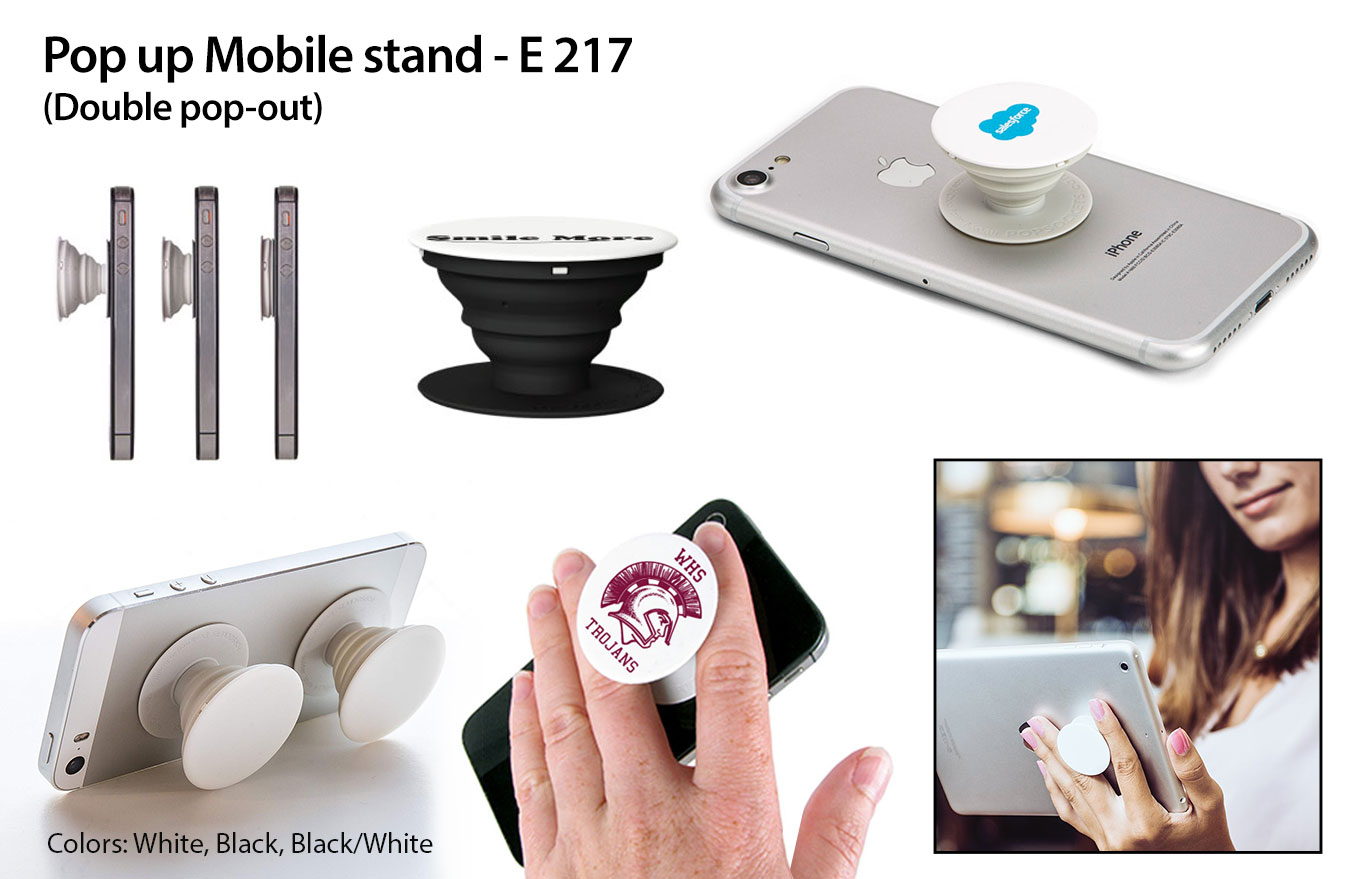 Pop up Mobile stand - E 217
(Double pop-out)
salesforce
Smile More
iPhone
WHS
TROJANS
Colors: White, Black, Black/White